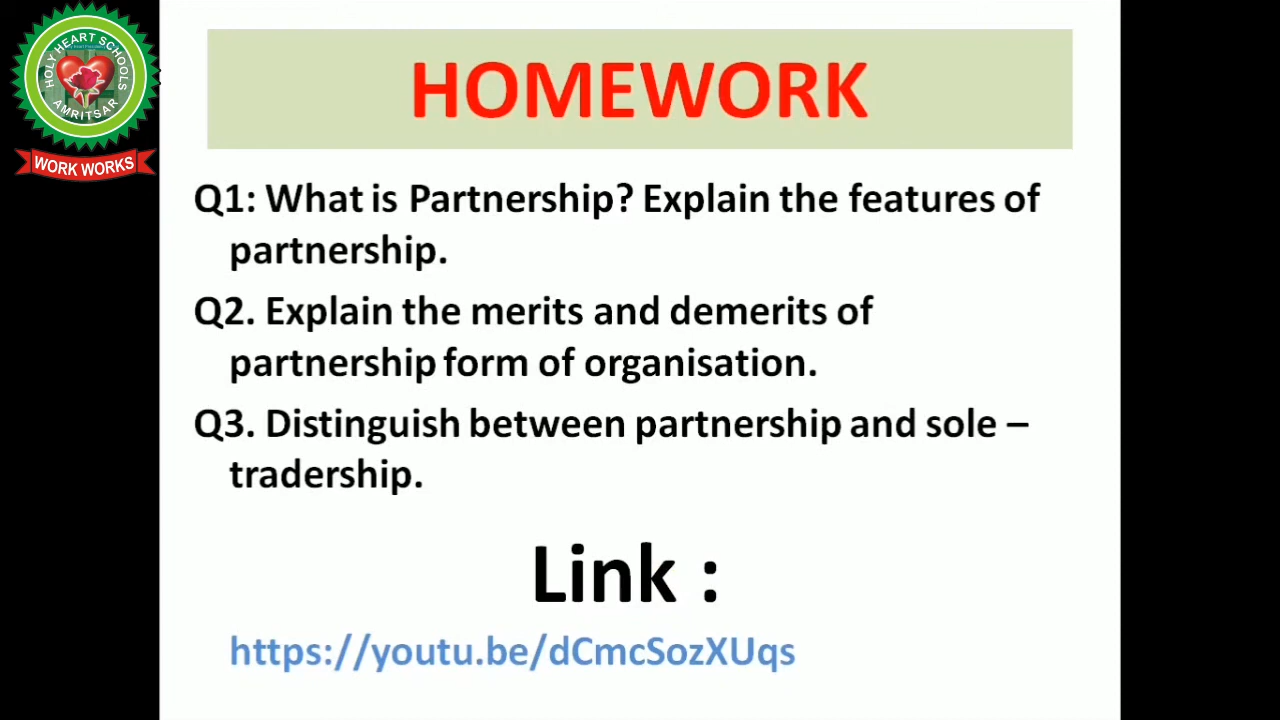 HOLY HEART SCHOOLS
AMRITSAR
WORK WORKS
HOMEWORK
Q1: What is Partnership? Explain the features of
partnership.
Q2. Explain the merits and demerits of
partnership form of organisation.
Q3. Distinguish between partnership and sole –
tradership.
Link :
https://youtu.be/dCmcSozXUqs